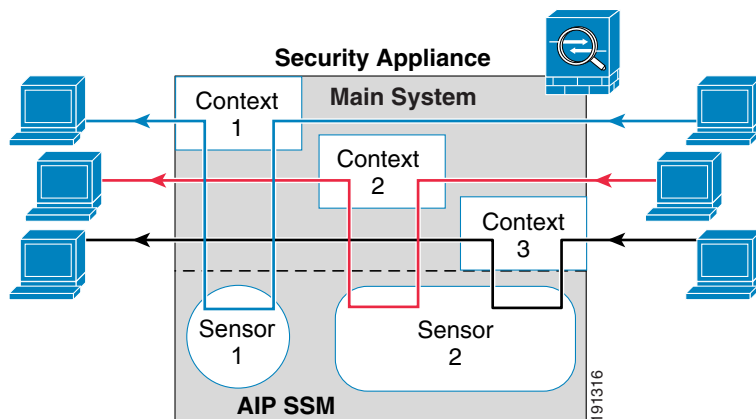 Security Appliance
Main System
Context
1
Context
2
Context
3
Sensor
1
Sensor
2
AIP SSM
191316